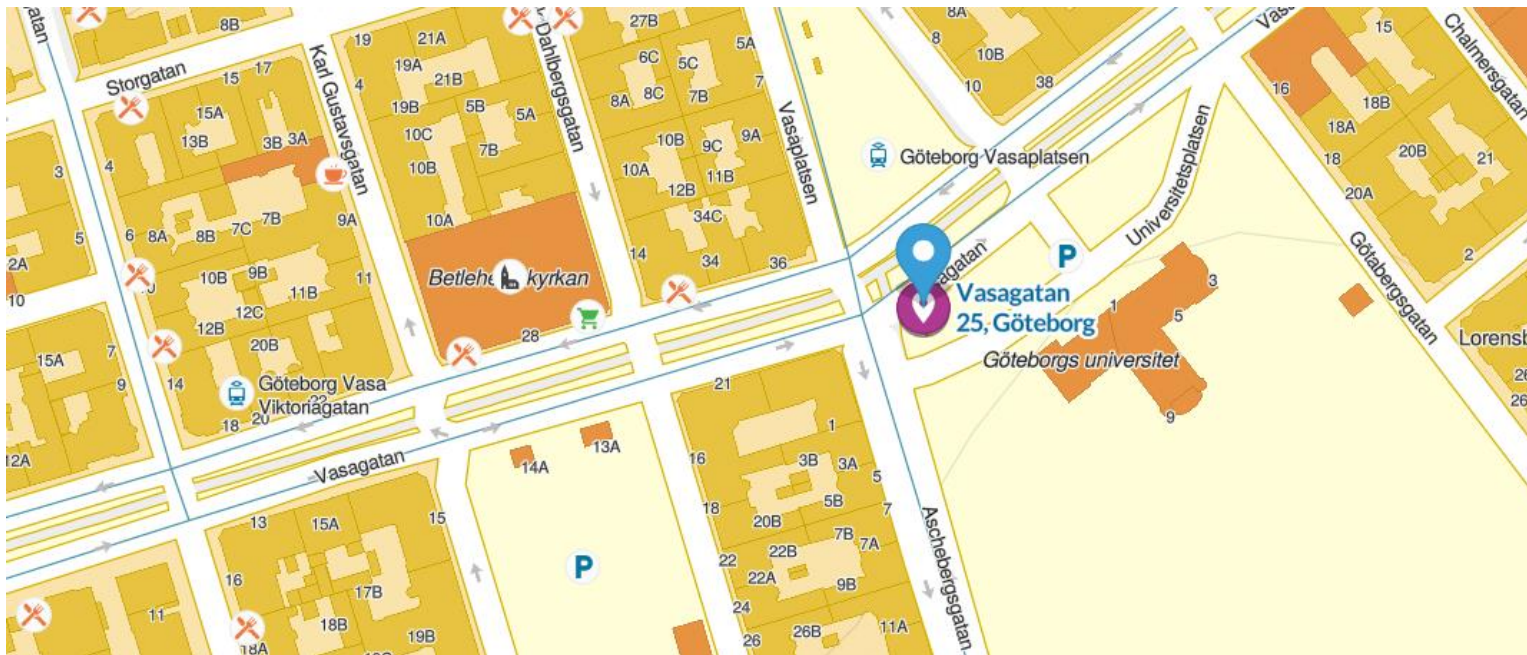 8B
Storgatan
15
17
15A
13B
3B
3A
4
3
5
6
8A
8B
7C
7B
9A
11
10B
9B
11B
12C
12B
20B
14
2A
10
15A
7
9
12A
Karl Gustavsgatan
19
4
21A
19A
21B
19B
5B
5A
10C
7B
10B
10A
Betlehe kyrkan
28
Dahlbergsgatan
27B
6C
5C
5A
7
8A
8C
7B
10B
9C
9A
10A
11B
12B
34C
14
34
36
Vasaplatsen
8A
8
10B
10
38
Göteborg Vasaplatsen
Universitetsplatsen
P
Vasagatan
25, Göteborg
Göteborgs universitet
1
3
5
9
Chalmersgatan
15
16
18B
18A
18
20B
21
20A
2
Götabergsgatan
26
Göteborg Vasa
Viktoriagatan
18
20
22
Vasagatan
13
15A
15
16
17B
18B
19B
18A
11
14A
13A
P
21
1
16
3B
3A
5
18
5B
7
20B
7B
7A
22
22B
22A
9B
24
26
26B
11A
Aschebergsgatan